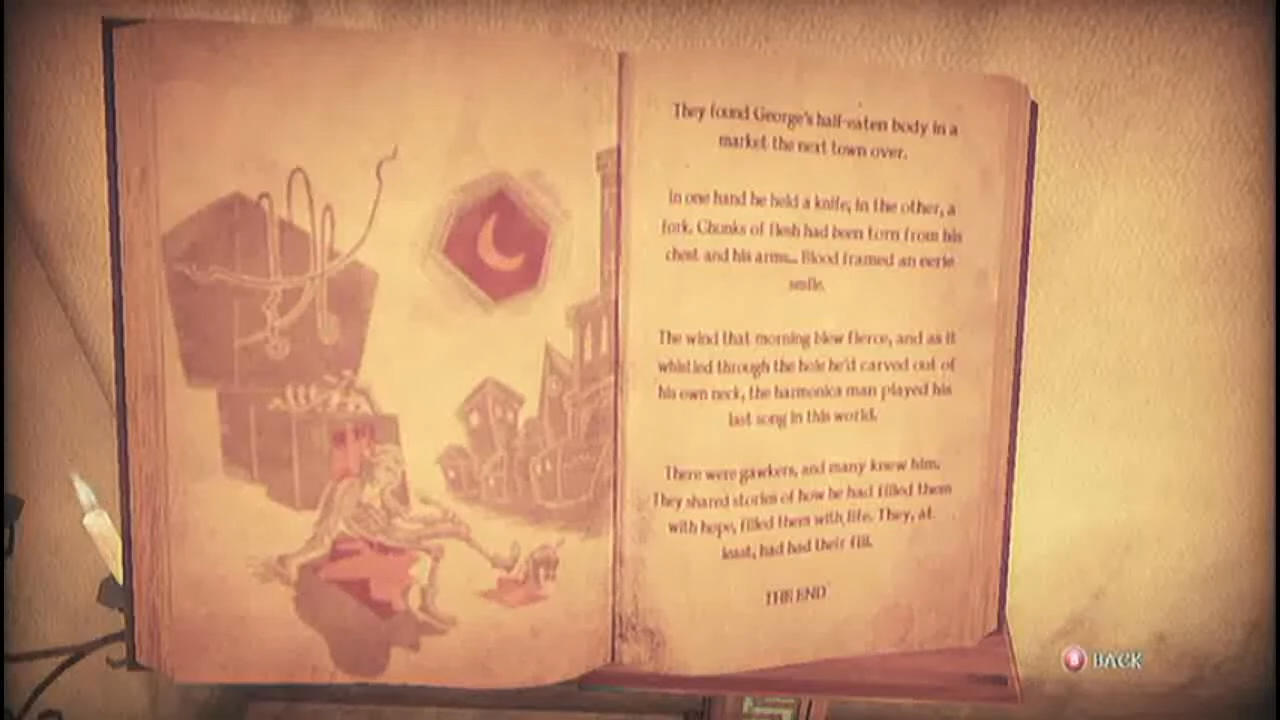 They found George's half-eaten body in a
market the next town over.
In one hand he held a knife, in the other, a
fork. Chunks of flesh had been torn from his
chest and his arms... Blood framed an eerie
smile.
The wind that morning blew fierce, and as it
whistled through the hole he'd carved out of
his own neck, the harmonica man played his
last song in this world.
There were gawkers, and many knew him.
They shared stories of how he had filled them
with hope, filled them with life. They, at
least, had had their fill.
THE END
B BACK